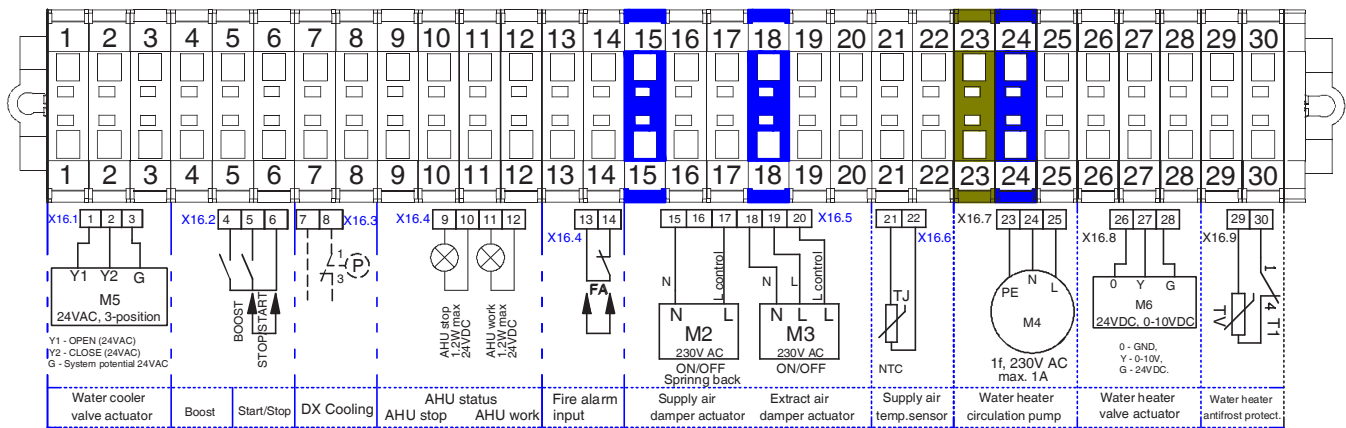 1 2 3 4 5 6 7 8 9 10 11 12 13 14 15 16 17 18 19 20 21 22 23 24 25 26 27 28 29 30
1 2 3 4 5 6 7 8 9 10 11 12 13 14 15 16 17 18 19 20 21 22 23 24 25 26 27 28 29 30
X16.1 1 2 3
Y1 Y2 G
M5
24VAC, 3-position
Y1 - OPEN (24VAC)
Y2 - CLOSE (24VAC)
G - System potential 24VAC
Water cooler
valve actuator
X16.2 4 5 6
BOOST
STOP/START
Boost
Start/Stop
7 8 X16.3
1
P
3
DX Cooling
X16.4 9 10 11 12
AHU stop
1,2W max
24VDC
AHU work
1,2W max
24VDC
AHU status
AHU stop AHU work
13 14
X16.4
FA
Fire alarm
input
15 16 17 18 19 20 X16.5
N
L control
N L
M2
230V AC
ON/OFF
Sprinng back
Supply air
damper actuator
N
L
L control
N L L
M3
230V AC
ON/OFF
Extract air
damper actuator
21 22
X16.6
TJ
NTC
Supply air
temp.sensor
X16.7 23 24 25
PE N L
M4
1f, 230V AC
max. 1A
Water heater
circulation pump
26 27 28
X16.8
0 Y G
M6
24VDC, 0-10VDC
0 - GND,
Y - 0-10V,
G - 24VDC.
Water heater
valve actuator
29 30
X16.9
TV
1
4
T1
Water heater
antifrost protect.